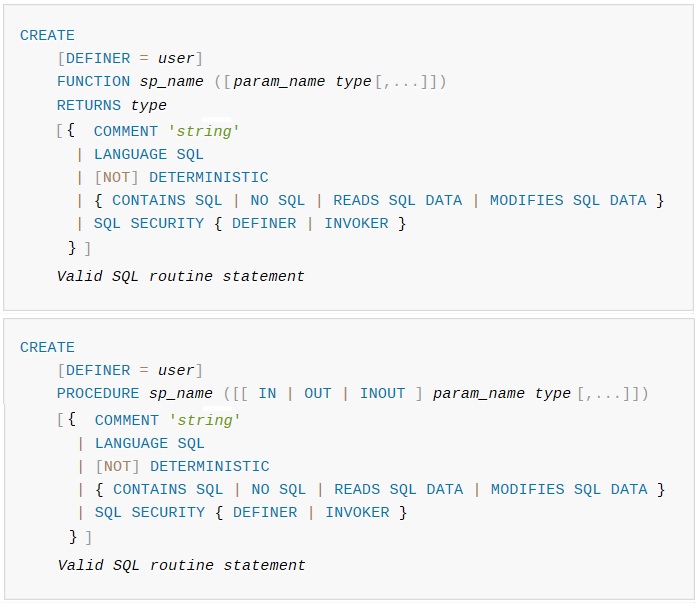 CREATE
[DEFINER = user]
FUNCTION sp_name ([param_name type[,...]])
RETURNS type
[{ COMMENT 'string'
| LANGUAGE SQL
| [NOT] DETERMINISTIC
| { CONTAINS SQL | NO SQL | READS SQL DATA | MODIFIES SQL DATA }
| SQL SECURITY { DEFINER | INVOKER }
} ]
Valid SQL routine statement
CREATE
[DEFINER = user]
PROCEDURE sp_name ([[ IN | OUT | INOUT ] param_name type [,...]])
[{ COMMENT 'string'
| LANGUAGE SQL
| [NOT] DETERMINISTIC
| { CONTAINS SQL | NO SQL | READS SQL DATA | MODIFIES SQL DATA }
| SQL SECURITY { DEFINER | INVOKER }
} ]
Valid SQL routine statement